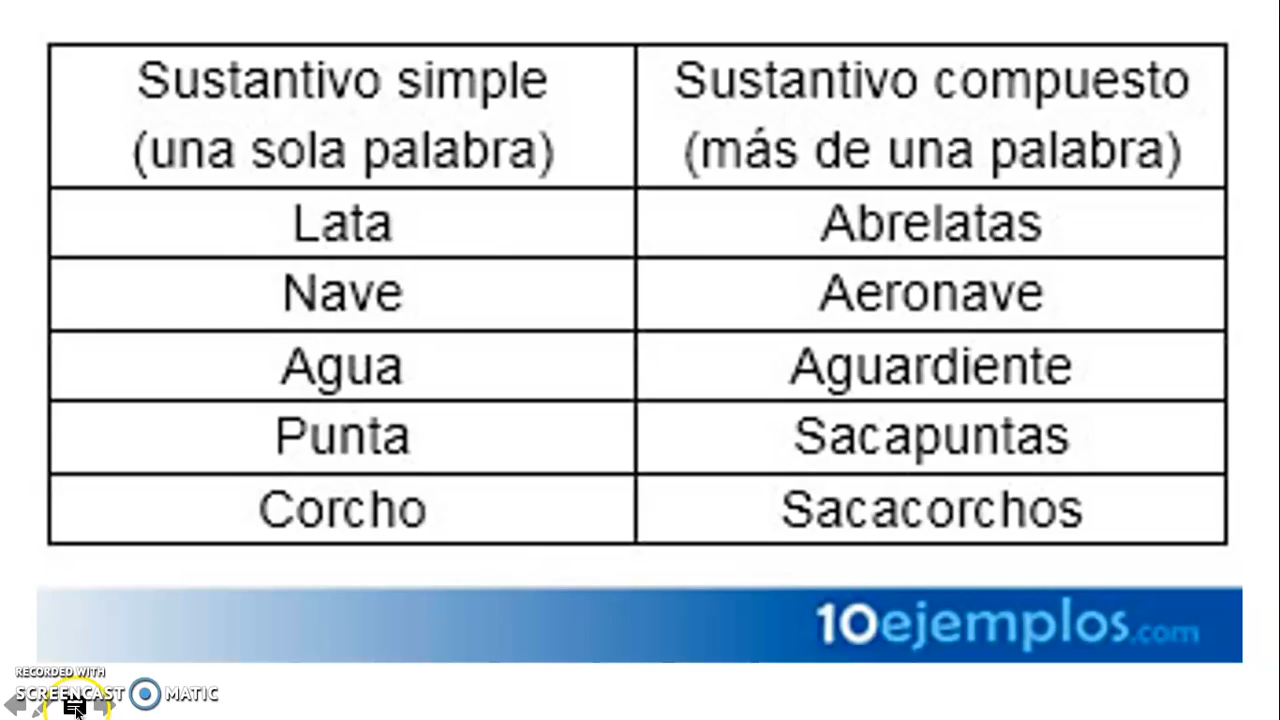 Sustantivo simple
(una sola palabra)
Sustantivo compuesto
(más de una palabra)
Lata
Abrelatas
Nave
Aeronave
Agua
Aguardiente
Punta
Sacapuntas
Corcho
Sacacorchos
10ejemplos.com
RECORDED WITH
SCREENCAST MATIC